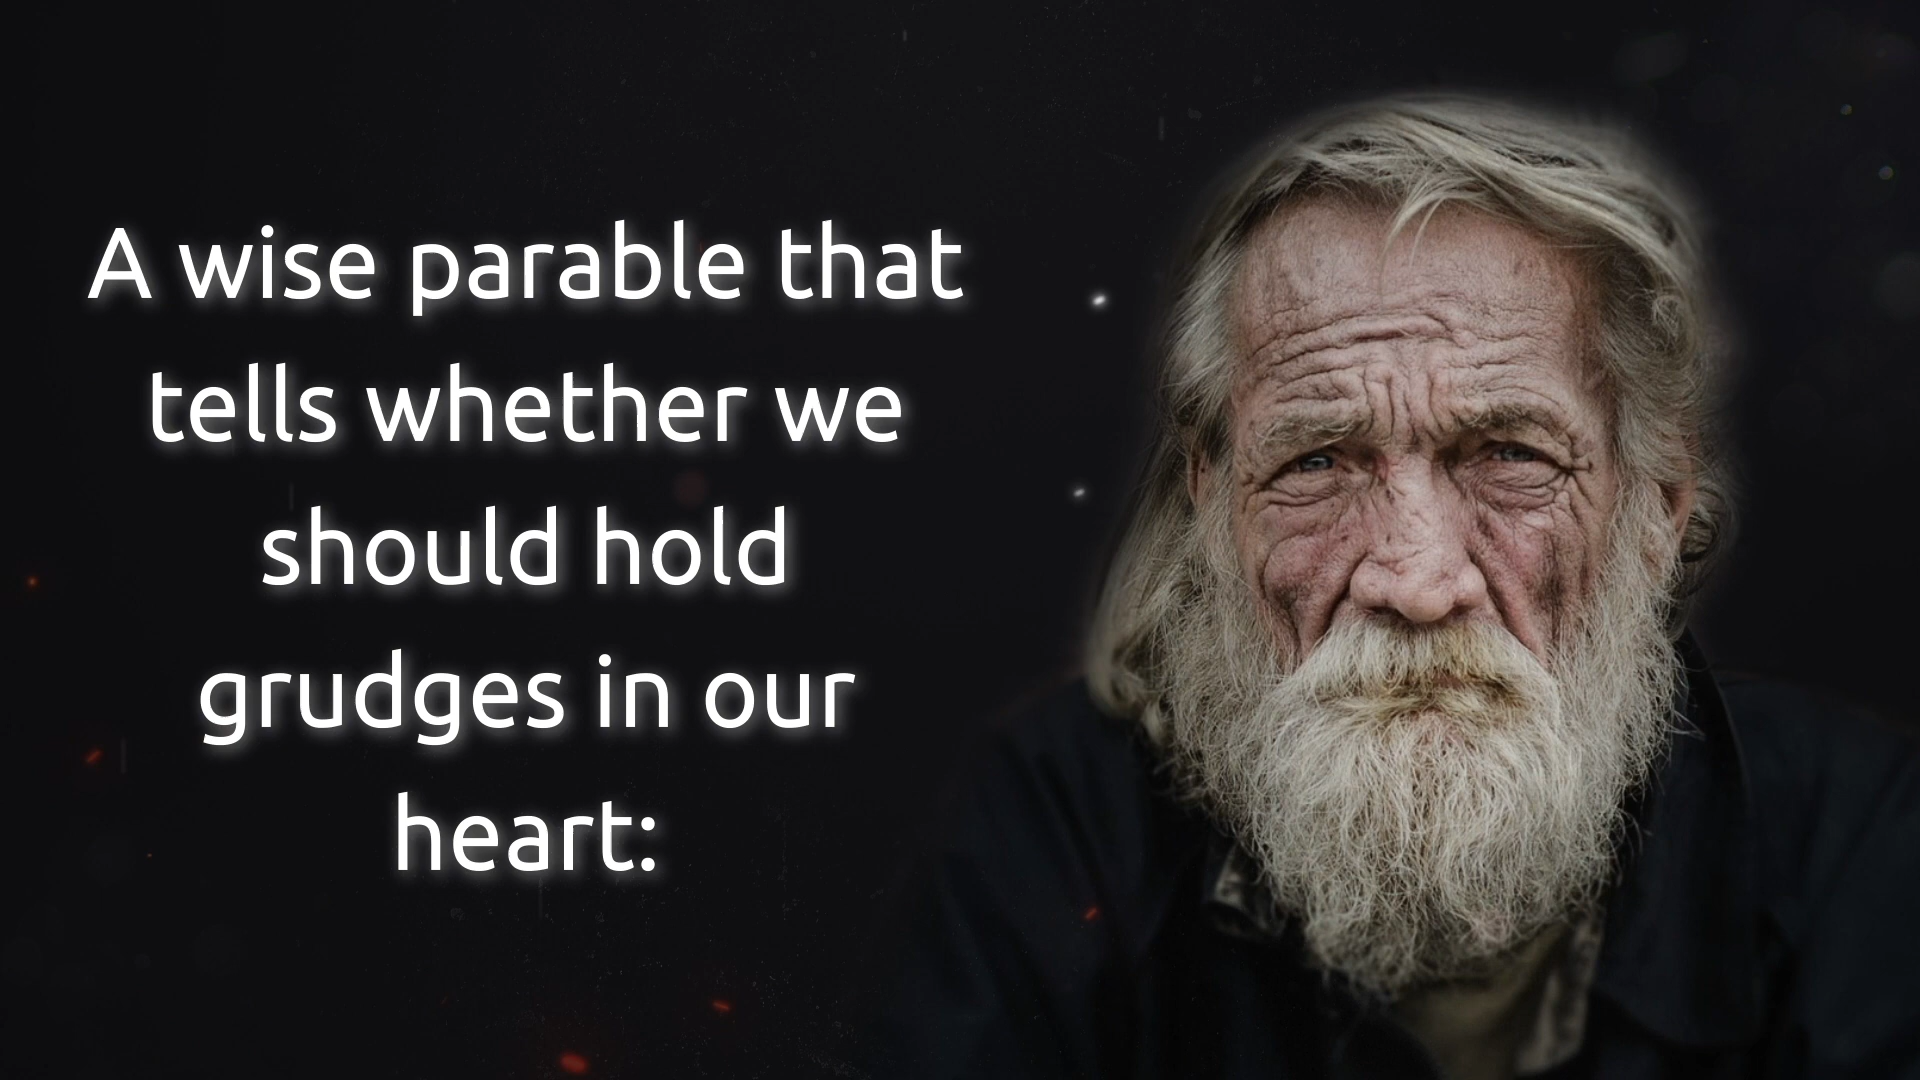 A wise parable that
tells whether we
should hold
grudges in our
heart: